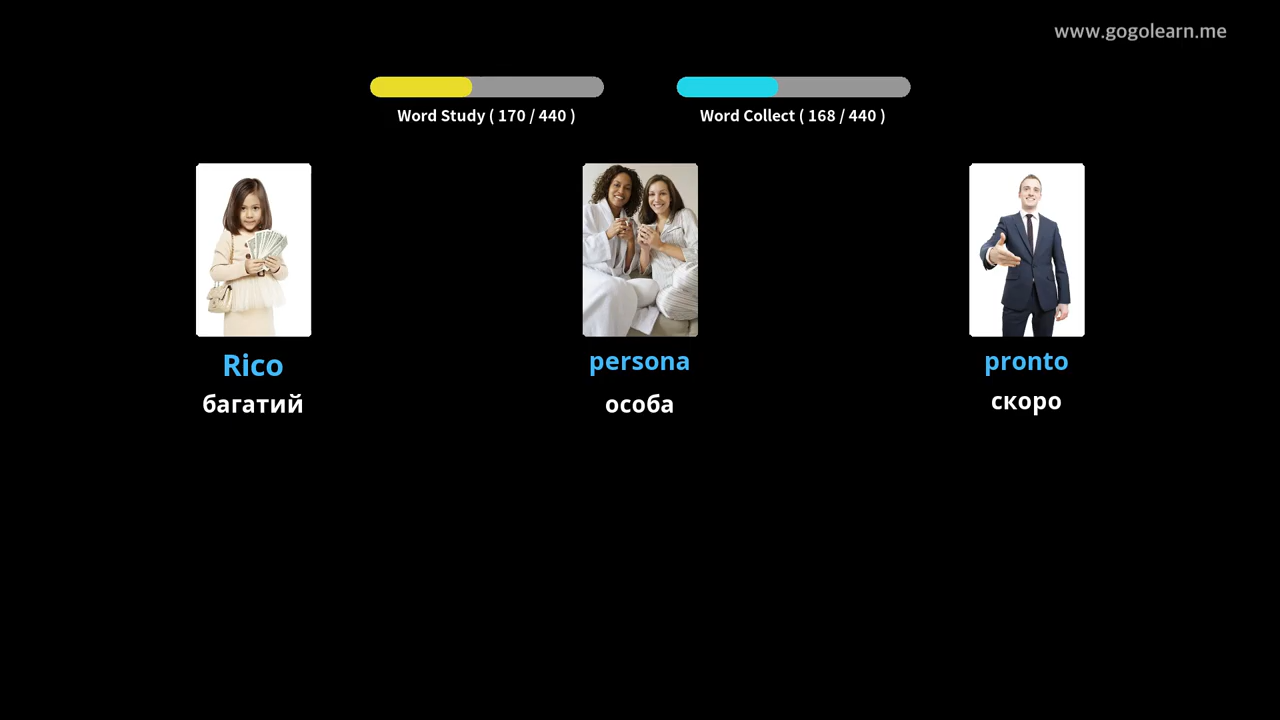 www.gogolearn.me
Word Study ( 170 / 440 )
Word Collect ( 168 / 440 )
Rico
persona
pronto
багатий
особа
скоро